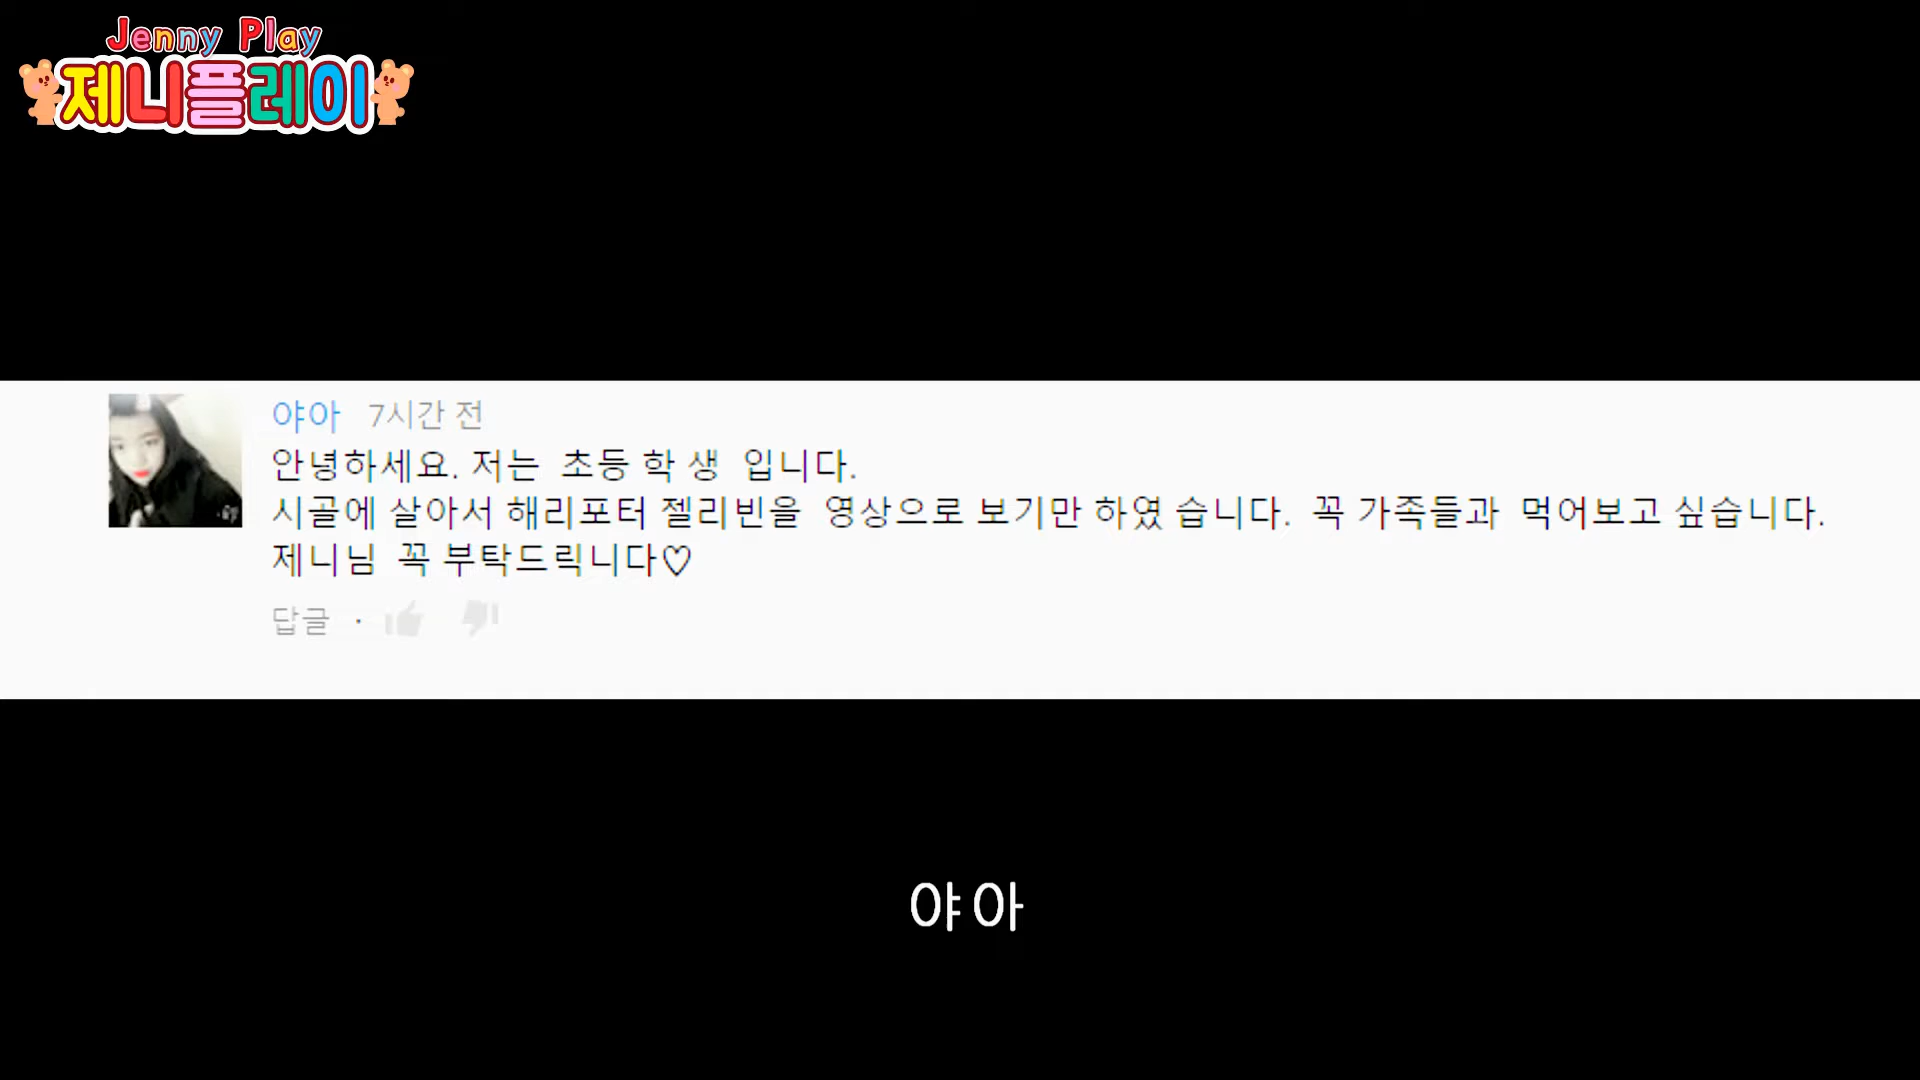 Jenny Play
제니플레이
야아 7시간 전
안녕하세요. 저는 초등 학 생 입니다.
시골에 살아서 해리포터 젤리빈을 영상으로 보기만 하였 습니다. 꼭 가족들과 먹어보고 싶습니다.
제니님 꼭 부탁드릭니다♡
답글 ·
야아